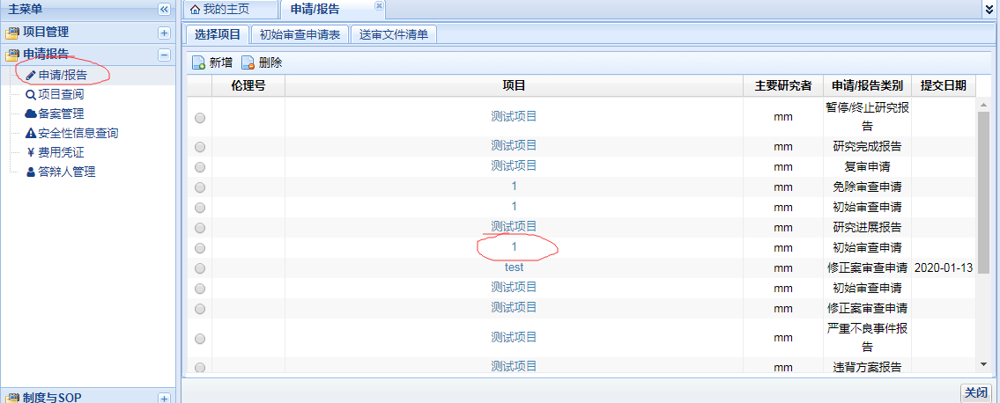 主菜单
我的主页
申请/报告
项目管理
申请报告
申请/报告
项目查阅
备案管理
安全性信息查询
¥ 费用凭证
答辩人管理
制度与SOP
选择项目
初始审查申请表
送审文件清单
新增
删除
伦理号 项目 主要研究者 申请/报告类别 提交日期
测试项目 mm 暂停/终止研究报
告
测试项目 mm 研究完成报告
测试项目 mm 复审申请
1 mm 免除审查申请
1 mm 初始审查申请
测试项目 mm 研究进展报告
1 mm 初始审查申请
test mm 修正案审查申请 2020-01-13
测试项目 mm 初始审查申请
测试项目 mm 修正案审查申请
测试项目 mm 严重不良事件报
告
测试项目 mm 违背方案报告
关闭